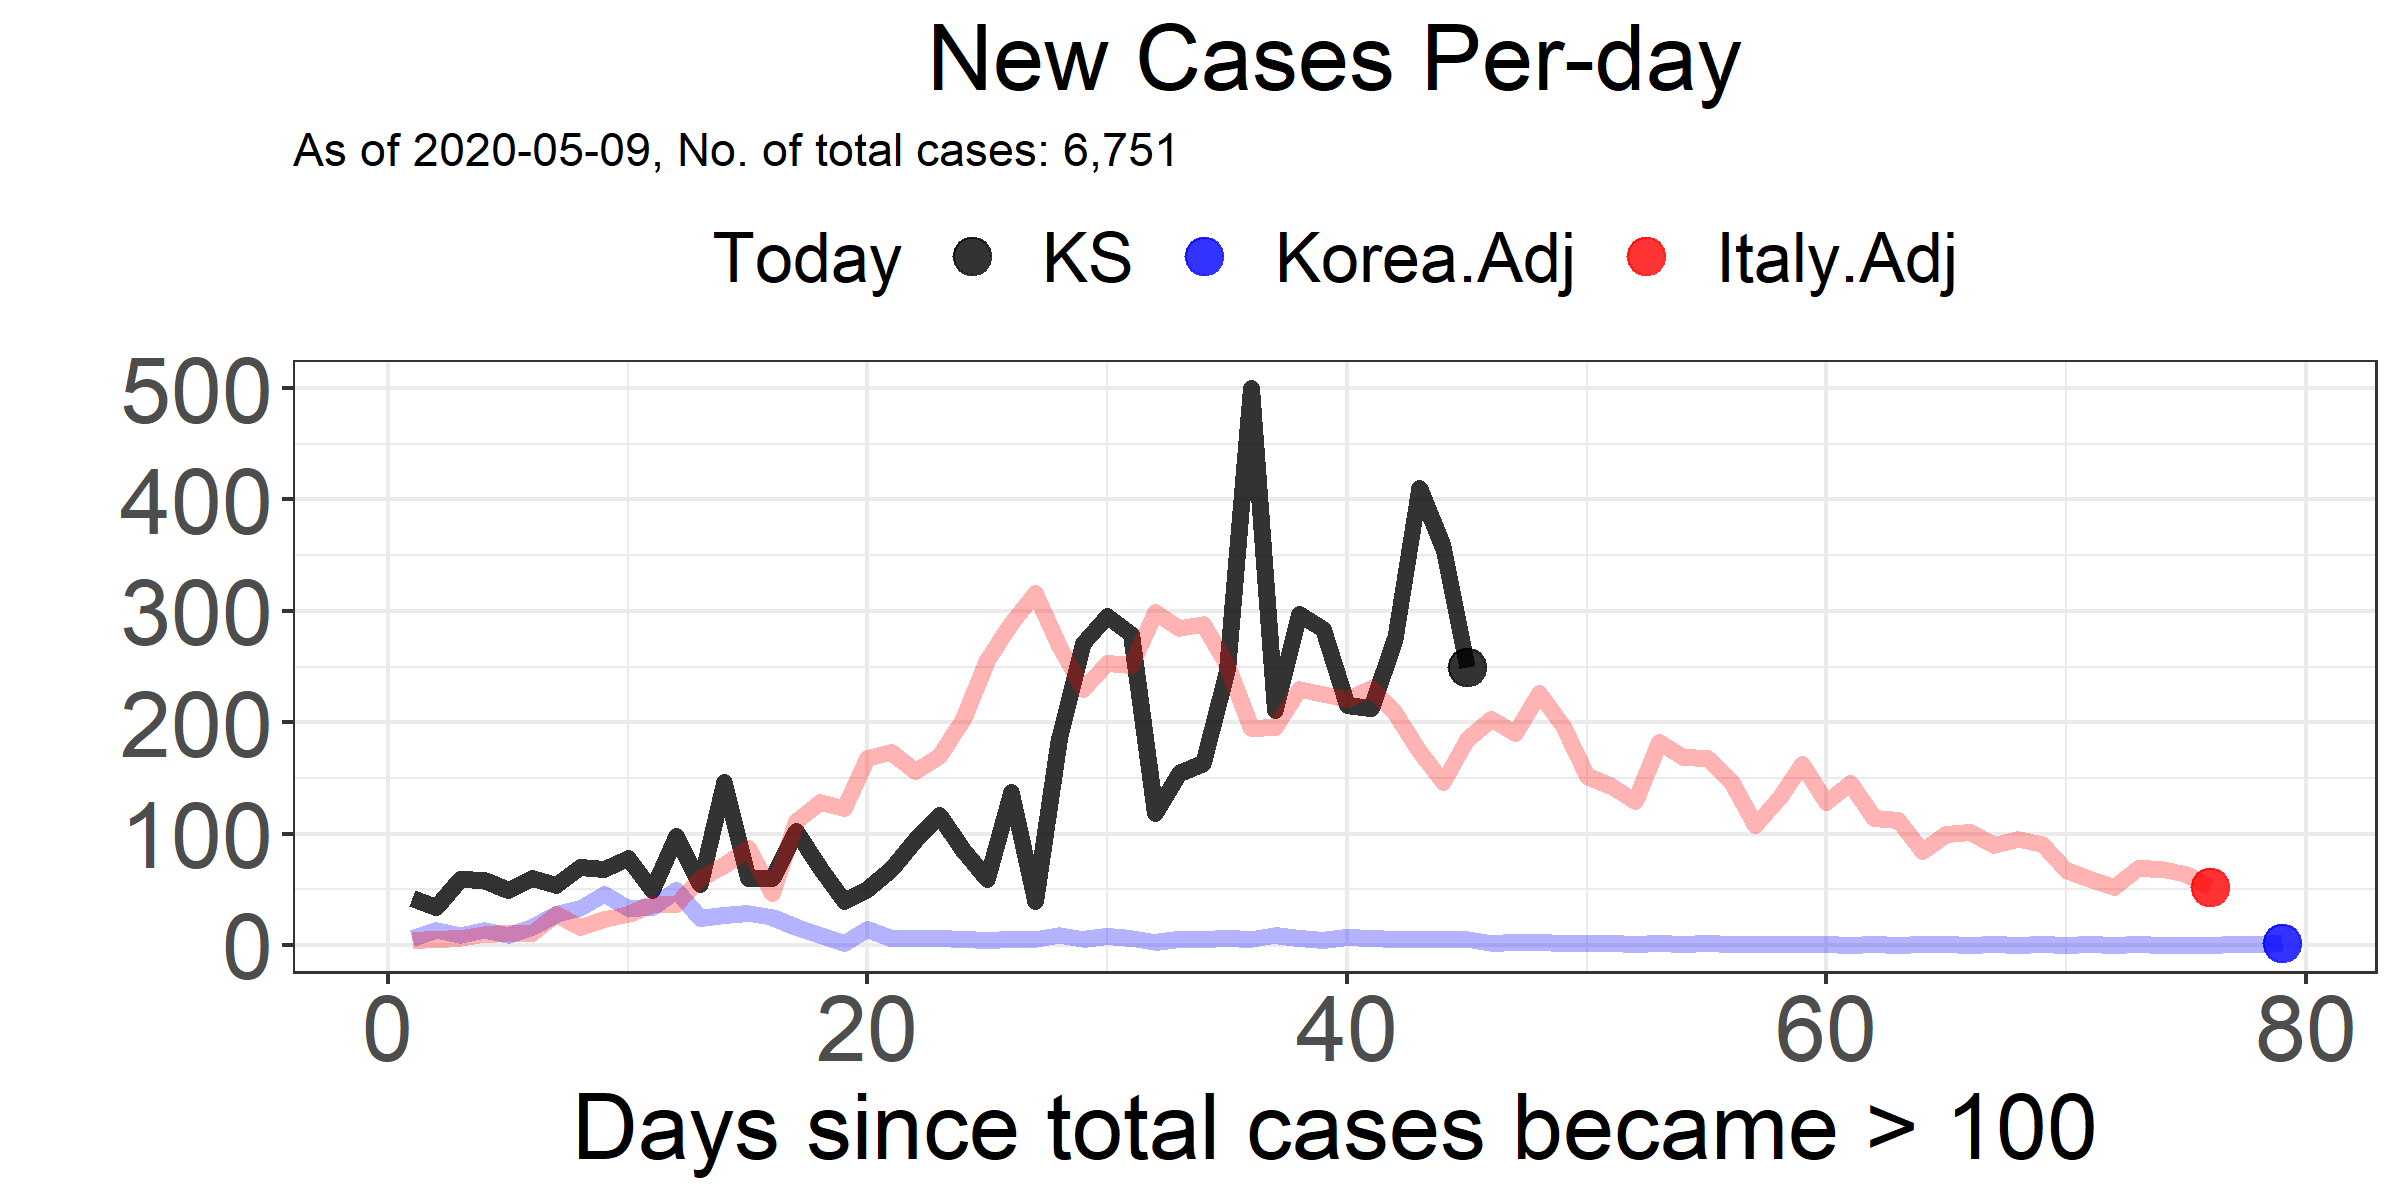 New Cases Per-day
As of 2020-05-09, No. of total cases: 6,751
Today KS Korea.Adj Italy.Adj
500
400
300
200
100
0
0 20 40 60 80
Days since total cases became > 100